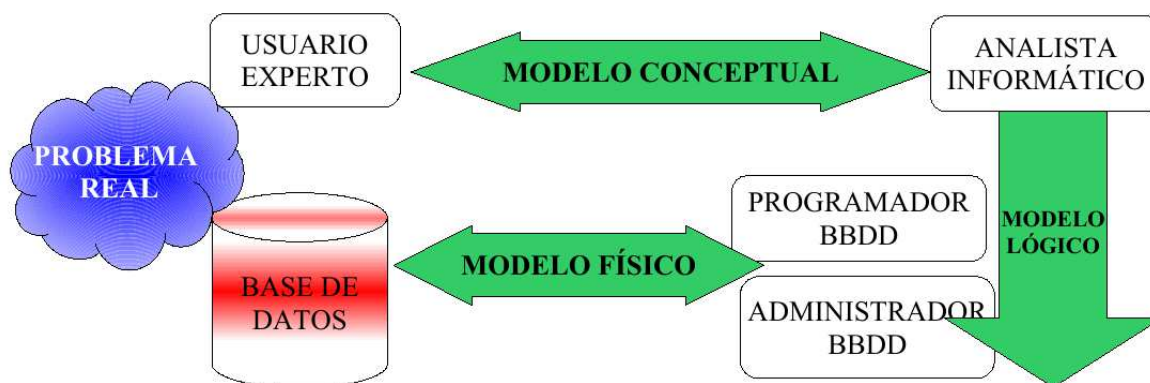 USUARIO
EXPERTO
MODELO CONCEPTUAL
ANALISTA
INFORMÁTICO
PROBLEMA
REAL
PROGRAMADOR
BBDD
MODELO
LÓGICO
MODELO FÍSICO
BASE DE
DATOS
ADMINISTRADOR
BBDD